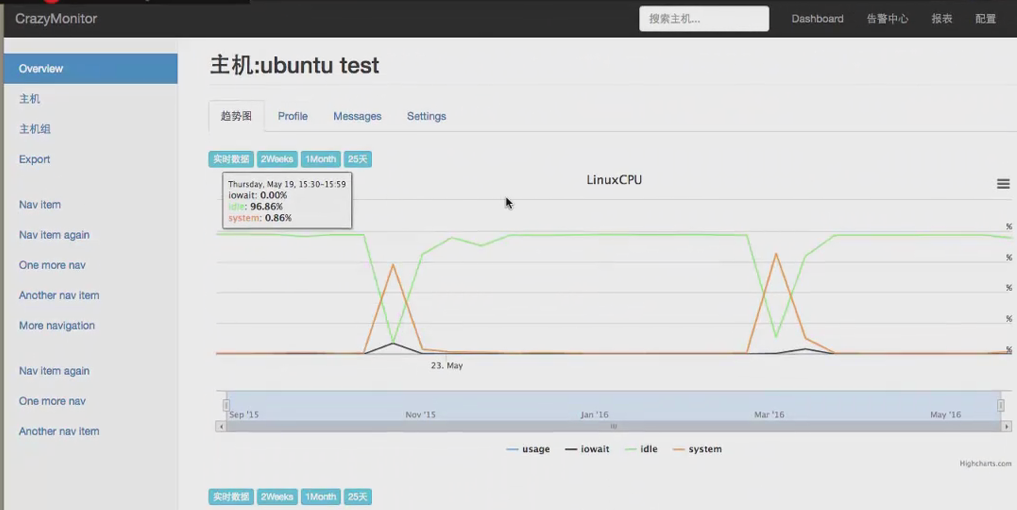 CrazyMonitor
搜索主机...
Dashboard
告警中心
报表
配置
Overview
主机
主机组
Export
Nav item
Nav item again
One more nav
Another nav item
More navigation
Nav item again
One more nav
Another nav item
主机:ubuntu test
趋势图
Profile
Messages
Settings
实时数据
2Weeks
1Month
25天
LinuxCPU
Thursday, May 19, 15:30-15:59
iowait: 0.00%
idle: 96.86%
system: 0.86%
%
%
%
%
%
23. May
Sep '15
Nov '15
Jan '16
Mar '16
May '16
usage
iowait
idle
system
Highcharts.com
实时数据
2Weeks
1Month
25天